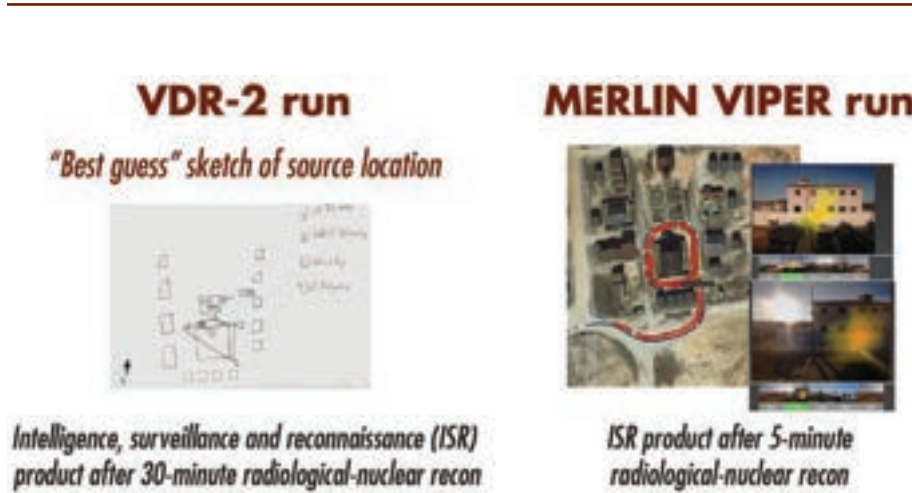 VDR-2 run
"Best guess" sketch of source location
Intelligence, surveillance and reconnaissance (ISR)
product after 30-minute radiological-nuclear recon
MERLIN VIPER run
ISR product after 5-minute
radiological-nuclear recon